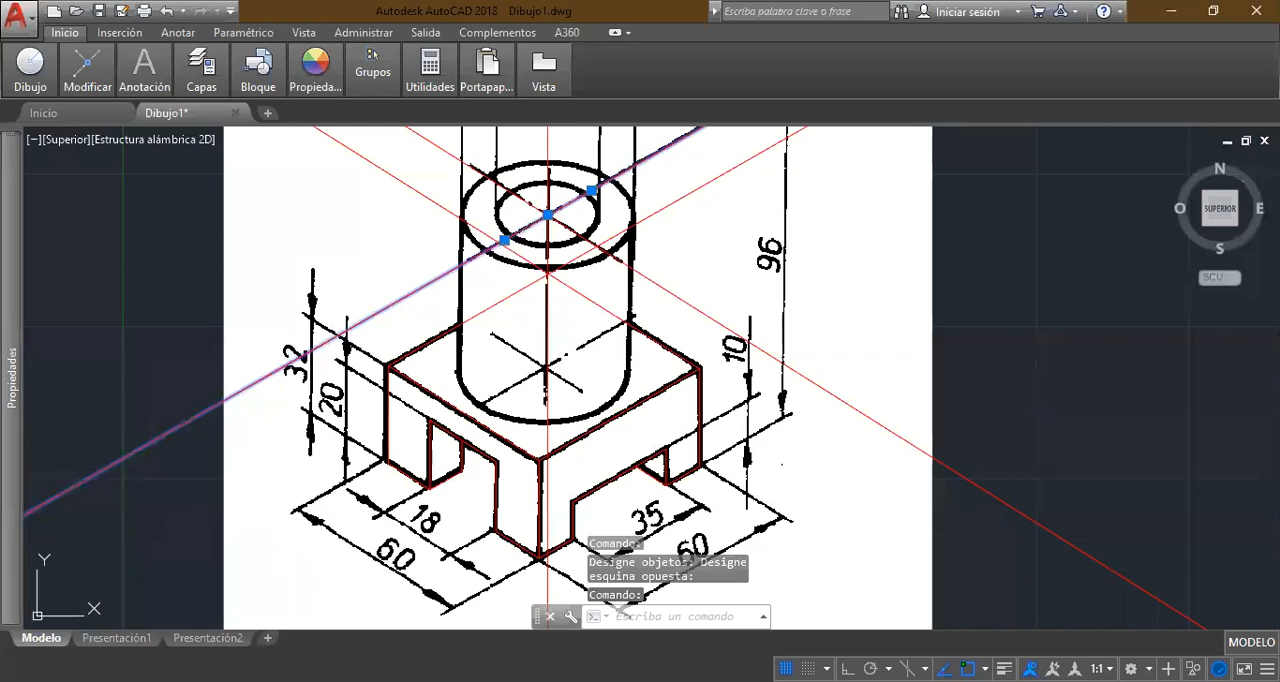 Autodesk AutoCAD 2018 Dibujo1.dwg
Escriba palabra clave o frase
Iniciar sesión
Inicio Inserción Anotar Paramétrico Vista Administrar Salida Complementos A360
Dibujo Modificar Anotación Capas Bloque Propieda... Grupos Utilidades Portapap... Vista
Inicio Dibujo1*
[−][Superior][Estructura alámbrica 2D]
N
O SUPERIOR E
S
SCU
Propiedades
96
32
20
10
18
60
35
60
Comando:
Designe objetos: Designe
esquina opuesta:
Comando:
Escriba un comando
Y
X
Modelo Presentación1 Presentación2
MODELO
1:1